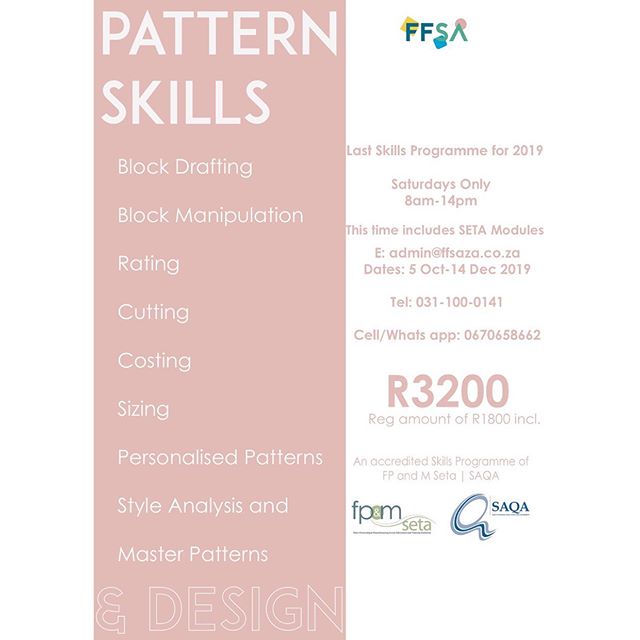 PATTERN
SKILLS
Block Drafting
Block Manipulation
Rating
Cutting
Costing
Sizing
Personalised Patterns
Style Analysis and
Master Patterns
& DESIGN
FFSA
Last Skills Programme for 2019
Saturdays Only
8am-14pm
This time includes SETA Modules
E: admin@ffsaza.co.za
Dates: 5 Oct-14 Dec 2019
Tel: 031-100-0141
Cell/Whats app: 0670658662
R3200
Reg amount of R1800 incl.
An accredited Skills Programme of
FP and M Seta | SAQA
fp&m
seta
SAQA